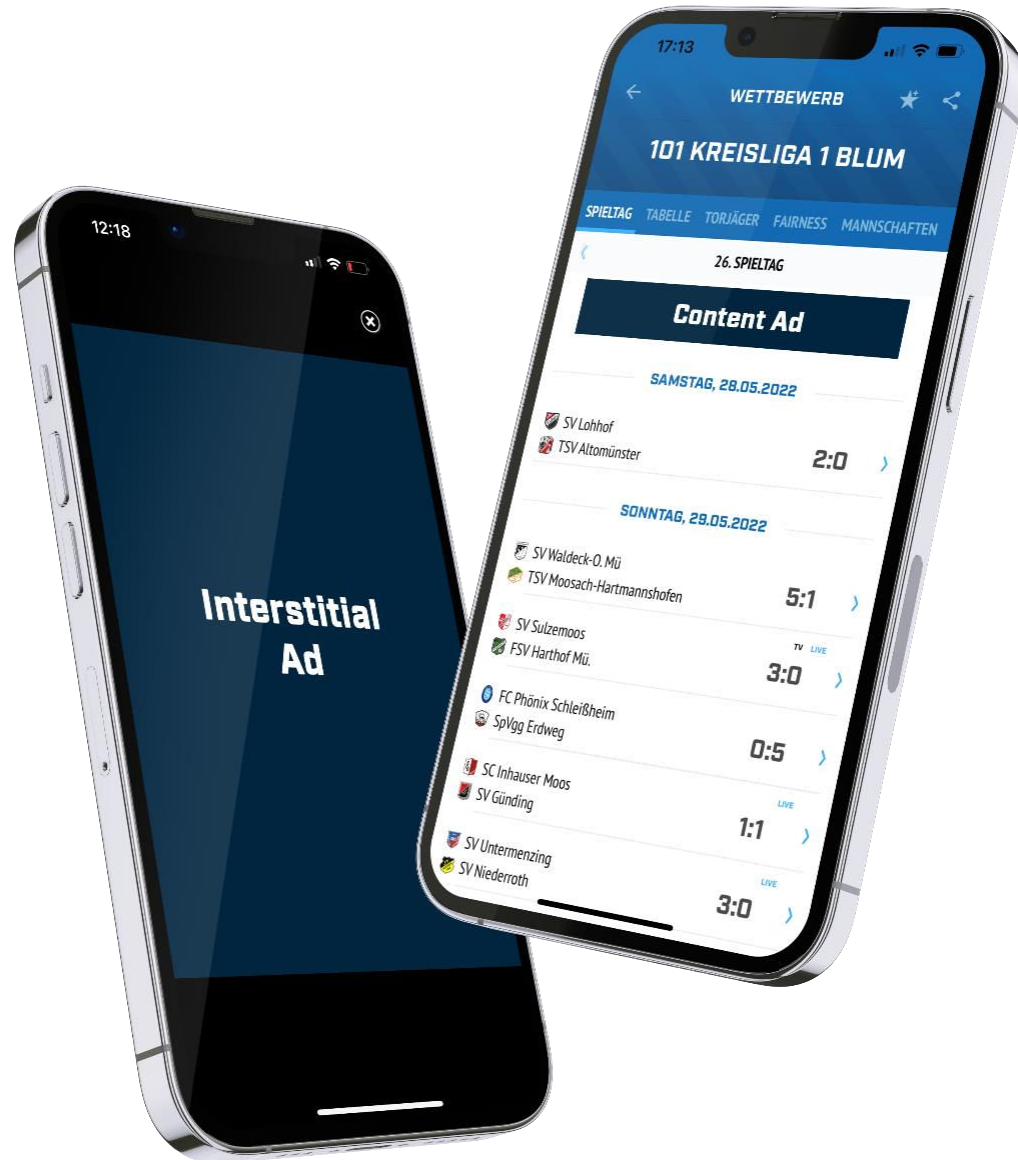 12:18
Interstitial
Ad
17:13
WETTBEWERB
101 KREISLIGA 1 BLUM
SPIELTAG TABELLE TORJÄGER FAIRNESS MANNSCHAFTEN
26. SPIELTAG
Content Ad
SAMSTAG, 28.05.2022
SV Lohhof
TSV Altomünster
2:0
SONNTAG, 29.05.2022
SV Waldeck-O. Mü
TSV Moosach-Hartmannshofen
5:1
SV Sulzemoos
FSV Harthof Mü.
TV LIVE
3:0
FC Phönix Schleißheim
SpVgg Erdweg
0:5
SC Inhauser Moos
SV Günding
LIVE
1:1
SV Untermenzing
SV Niederroth
LIVE
3:0